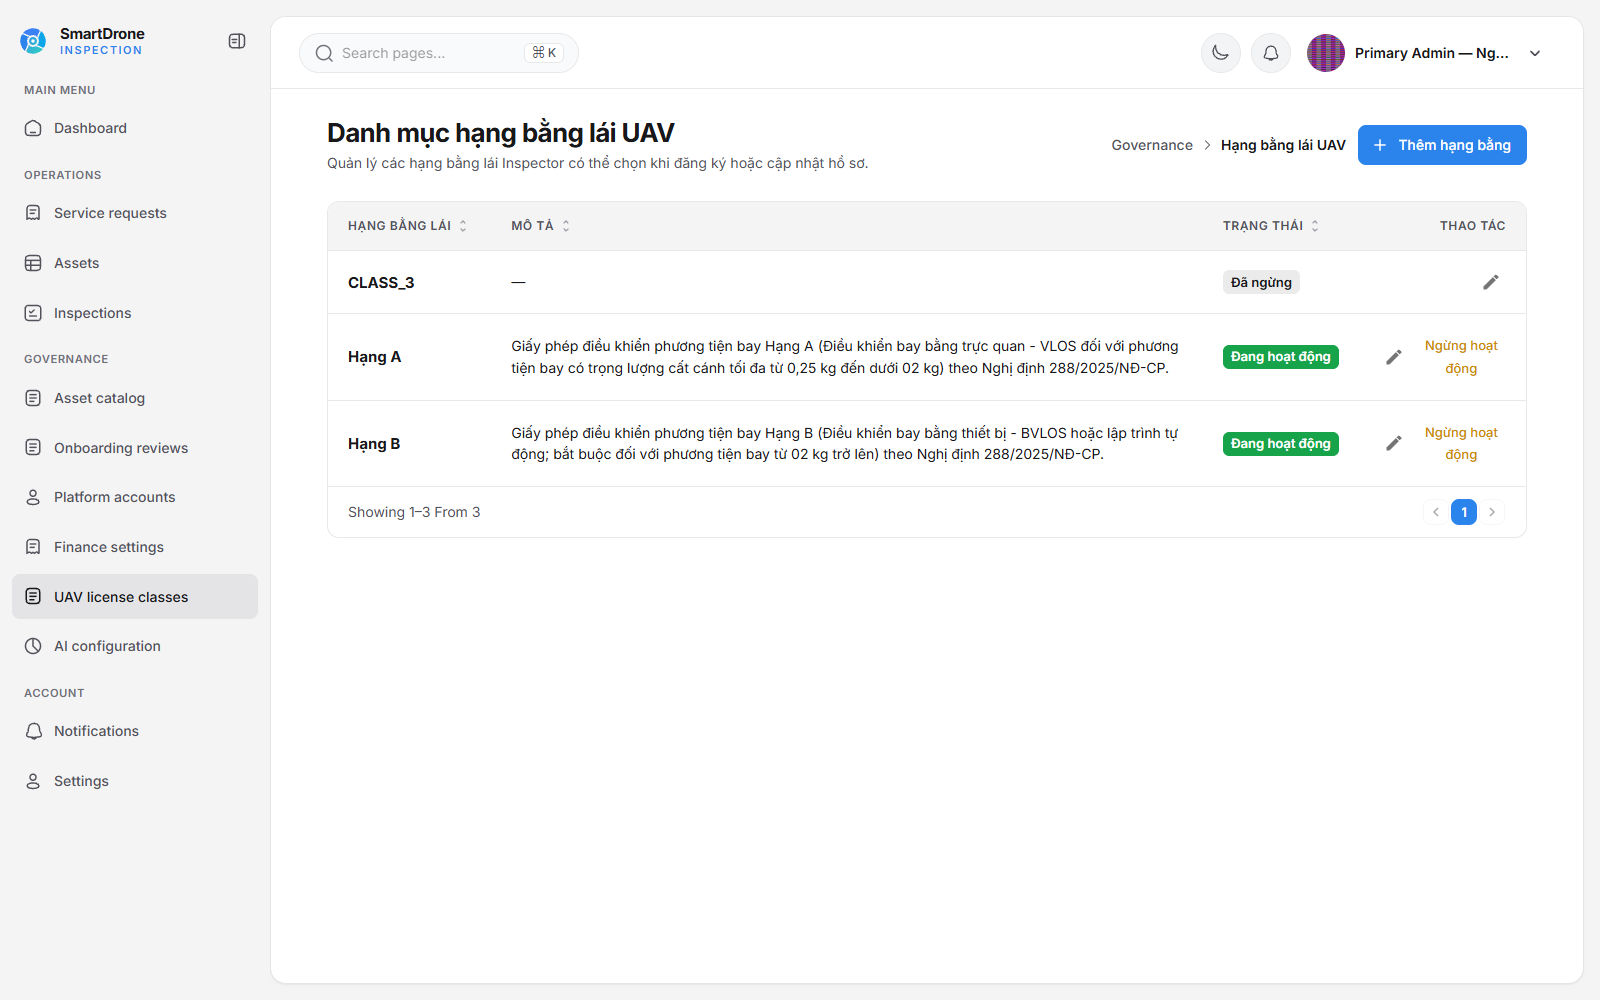 SmartDrone
INSPECTION
MAIN MENU
Dashboard
OPERATIONS
Service requests
Assets
Inspections
GOVERNANCE
Asset catalog
Onboarding reviews
Platform accounts
Finance settings
UAV license classes
AI configuration
ACCOUNT
Notifications
Settings
Search pages...
⌘ K
Primary Admin — Ng...
Danh mục hạng bằng lái UAV
Quản lý các hạng bằng lái Inspector có thể chọn khi đăng ký hoặc cập nhật hồ sơ.
Governance > Hạng bằng lái UAV
+ Thêm hạng bằng
HẠNG BẰNG LÁI MÔ TẢ TRẠNG THÁI THAO TÁC
CLASS_3 — Đã ngừng
Hạng A
Giấy phép điều khiển phương tiện bay Hạng A (Điều khiển bay bằng trực quan - VLOS đối với phương
tiện bay có trọng lượng cất cánh tối đa từ 0,25 kg đến dưới 02 kg) theo Nghị định 288/2025/NĐ-CP.
Đang hoạt động
Ngừng hoạt
động
Hạng B
Giấy phép điều khiển phương tiện bay Hạng B (Điều khiển bay bằng thiết bị - BVLOS hoặc lập trình tự
động; bắt buộc đối với phương tiện bay từ 02 kg trở lên) theo Nghị định 288/2025/NĐ-CP.
Đang hoạt động
Ngừng hoạt
động
Showing 1–3 From 3
1